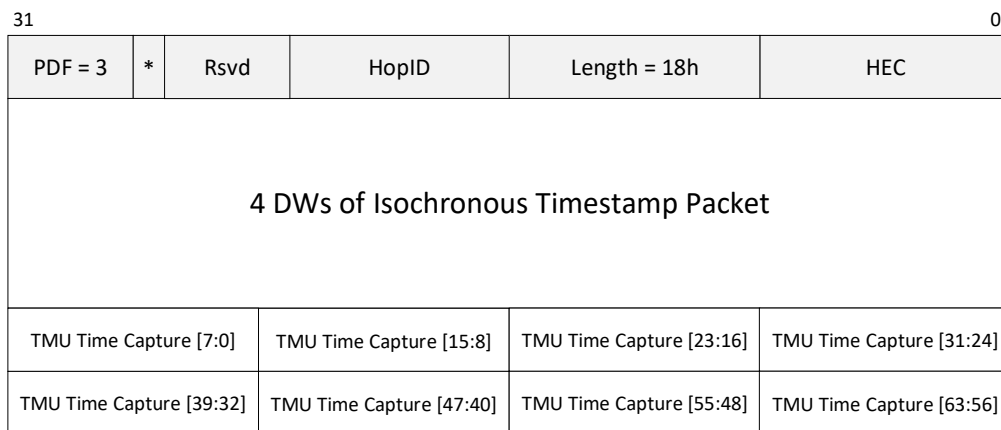 31 0
PDF = 3 * Rsvd HopID Length = 18h HEC
4 DWs of Isochronous Timestamp Packet
TMU Time Capture [7:0] TMU Time Capture [15:8] TMU Time Capture [23:16] TMU Time Capture [31:24]
TMU Time Capture [39:32] TMU Time Capture [47:40] TMU Time Capture [55:48] TMU Time Capture [63:56]